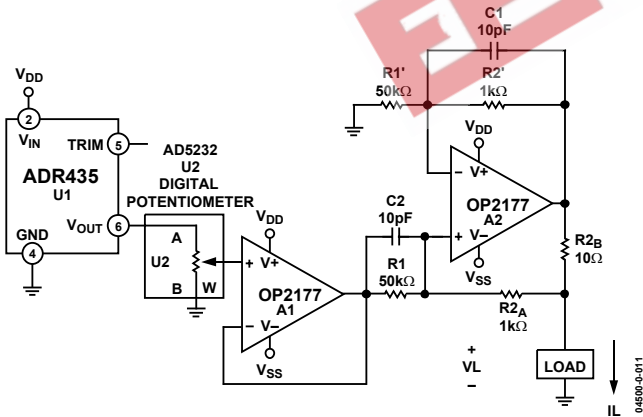 C1
10pF
R1'
50kΩ
R2'
1kΩ
VDD
2
VIN
TRIM
5
ADR435
U1
VOUT
6
GND
4
AD5232
U2
DIGITAL
POTENTIOMETER
A
U2
B
W
VDD
+
V+
OP2177
A1
−
V−
VSS
C2
10pF
R1
50kΩ
VDD
−
V+
OP2177
A2
+
V−
VSS
R2B
10Ω
R2A
1kΩ
+
VL
−
LOAD
IL
04500-0-011